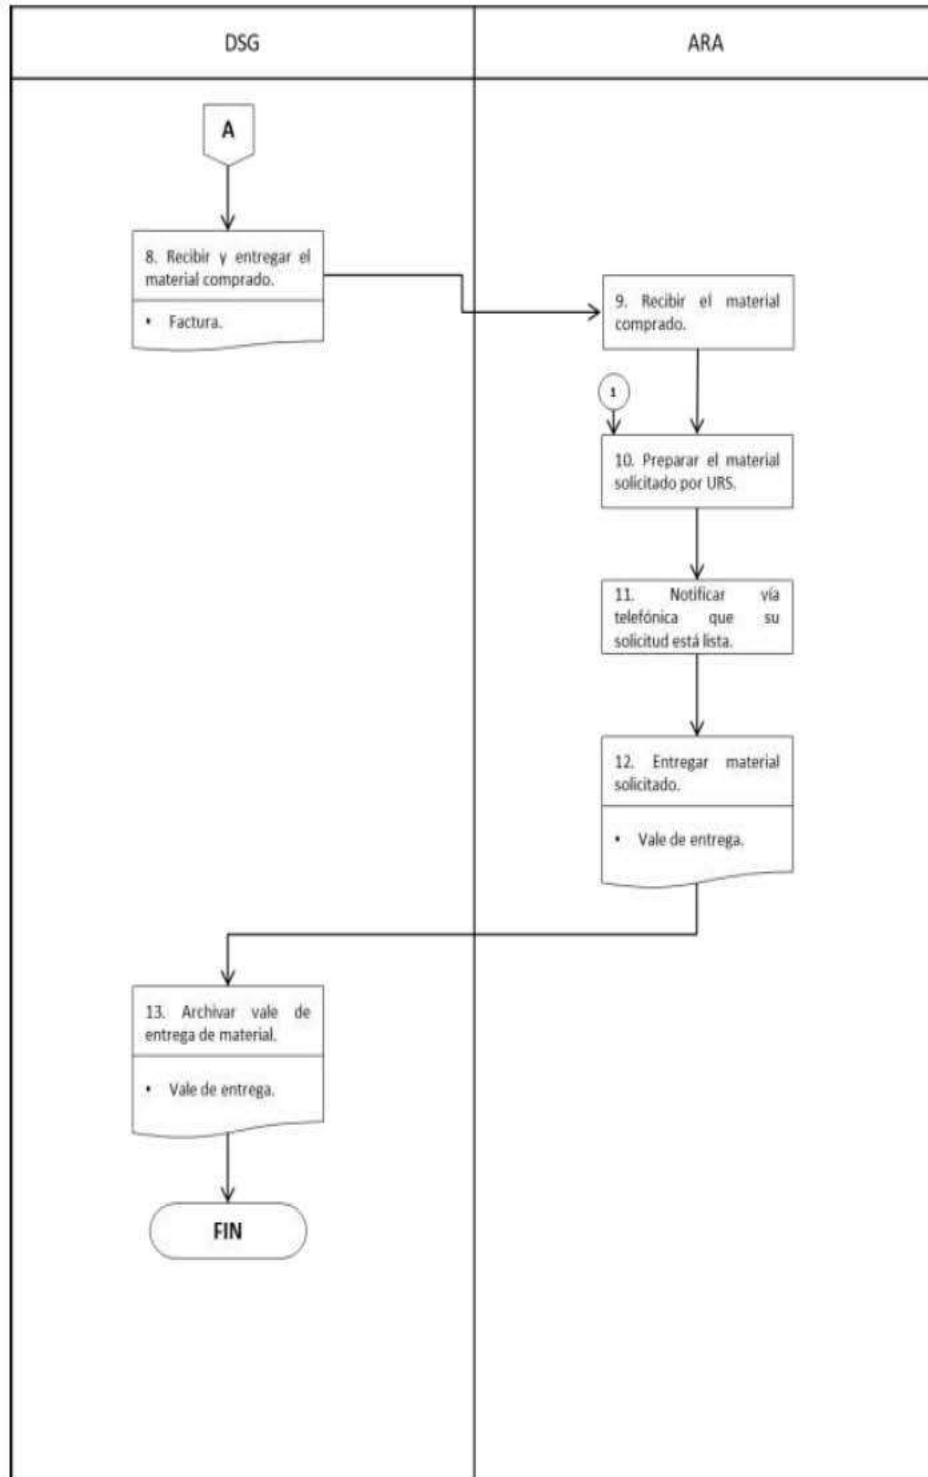 DSG
ARA
A
8. Recibir y entregar el
material comprado.
• Factura.
9. Recibir el material
comprado.
1
10. Preparar el material
solicitado por URS.
11. Notificar vía
telefónica que su
solicitud está lista.
12. Entregar material
solicitado.
• Vale de entrega.
13. Archivar vale de
entrega de material.
• Vale de entrega.
FIN